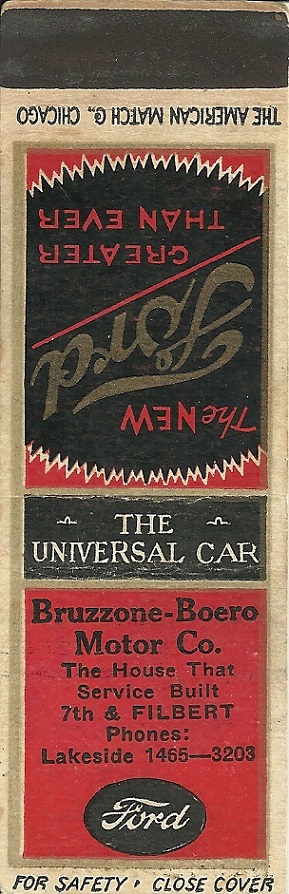 THE AMERICAN MATCH CO., CHICAGO
The NEW
Ford
GREATER
THAN EVER
THE
UNIVERSAL CAR
Bruzzone-Boero
Motor Co.
The House That
Service Built
7th & FILBERT
Phones:
Lakeside 1465—3203
Ford
FOR SAFETY • CLOSE COVER